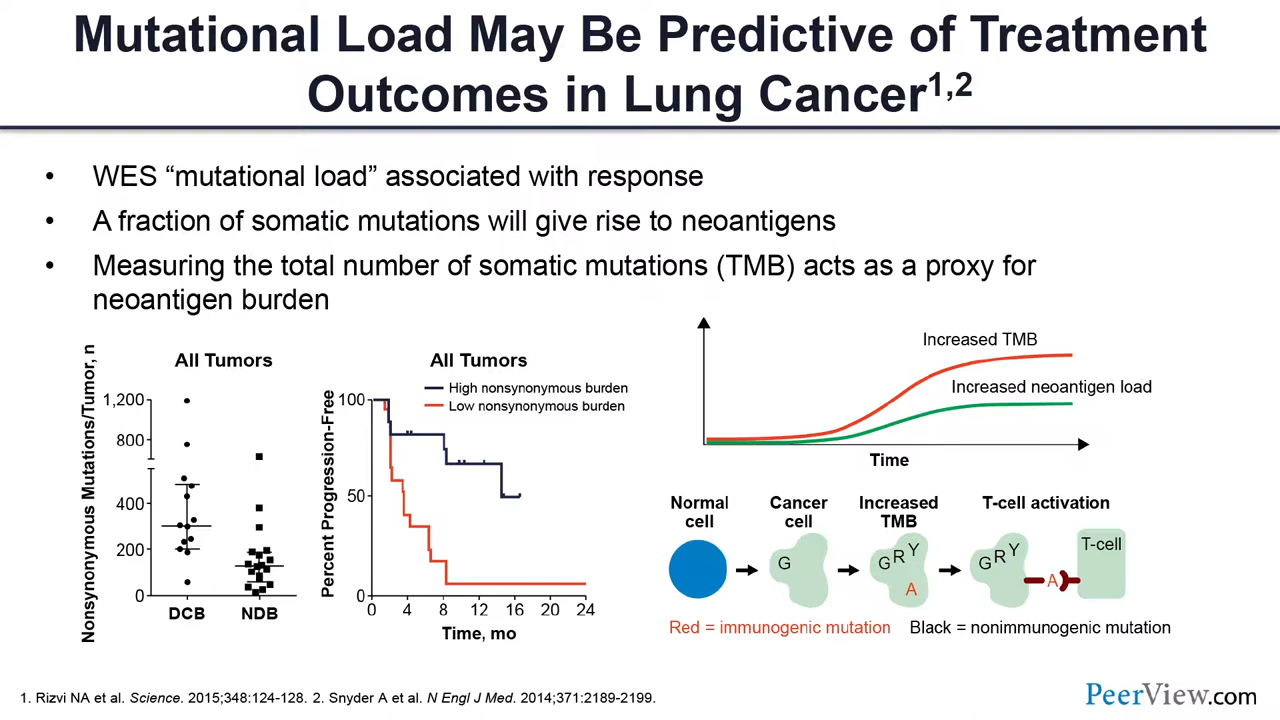 Mutational Load May Be Predictive of Treatment
Outcomes in Lung Cancer1,2
• WES “mutational load” associated with response
• A fraction of somatic mutations will give rise to neoantigens
• Measuring the total number of somatic mutations (TMB) acts as a proxy for
neoantigen burden
All Tumors
Nonsynonymous Mutations/Tumor, n
1,200
800
400
200
0
DCB
NDB
All Tumors
High nonsynonymous burden
Low nonsynonymous burden
Percent Progression-Free
100
50
0
0 4 8 12 16 20 24
Time, mo
Increased TMB
Increased neoantigen load
Time
Normal
cell
Cancer
cell
Increased
TMB
T-cell activation
G
G R Y
A
G R Y
A
T-cell
Red = immunogenic mutation
Black = nonimmunogenic mutation
1. Rizvi NA et al. Science. 2015;348:124-128. 2. Snyder A et al. N Engl J Med. 2014;371:2189-2199.
PeerView.com